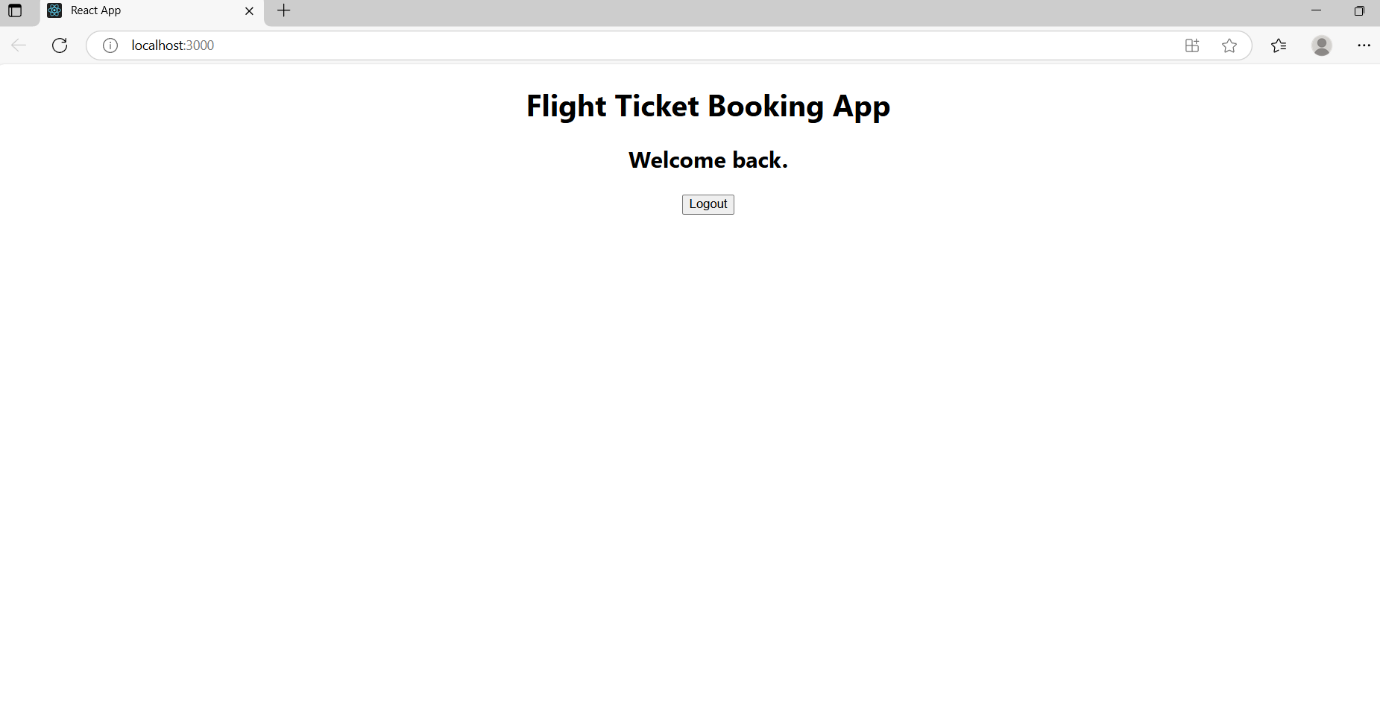 React App
localhost:3000
Flight Ticket Booking App
Welcome back.
Logout